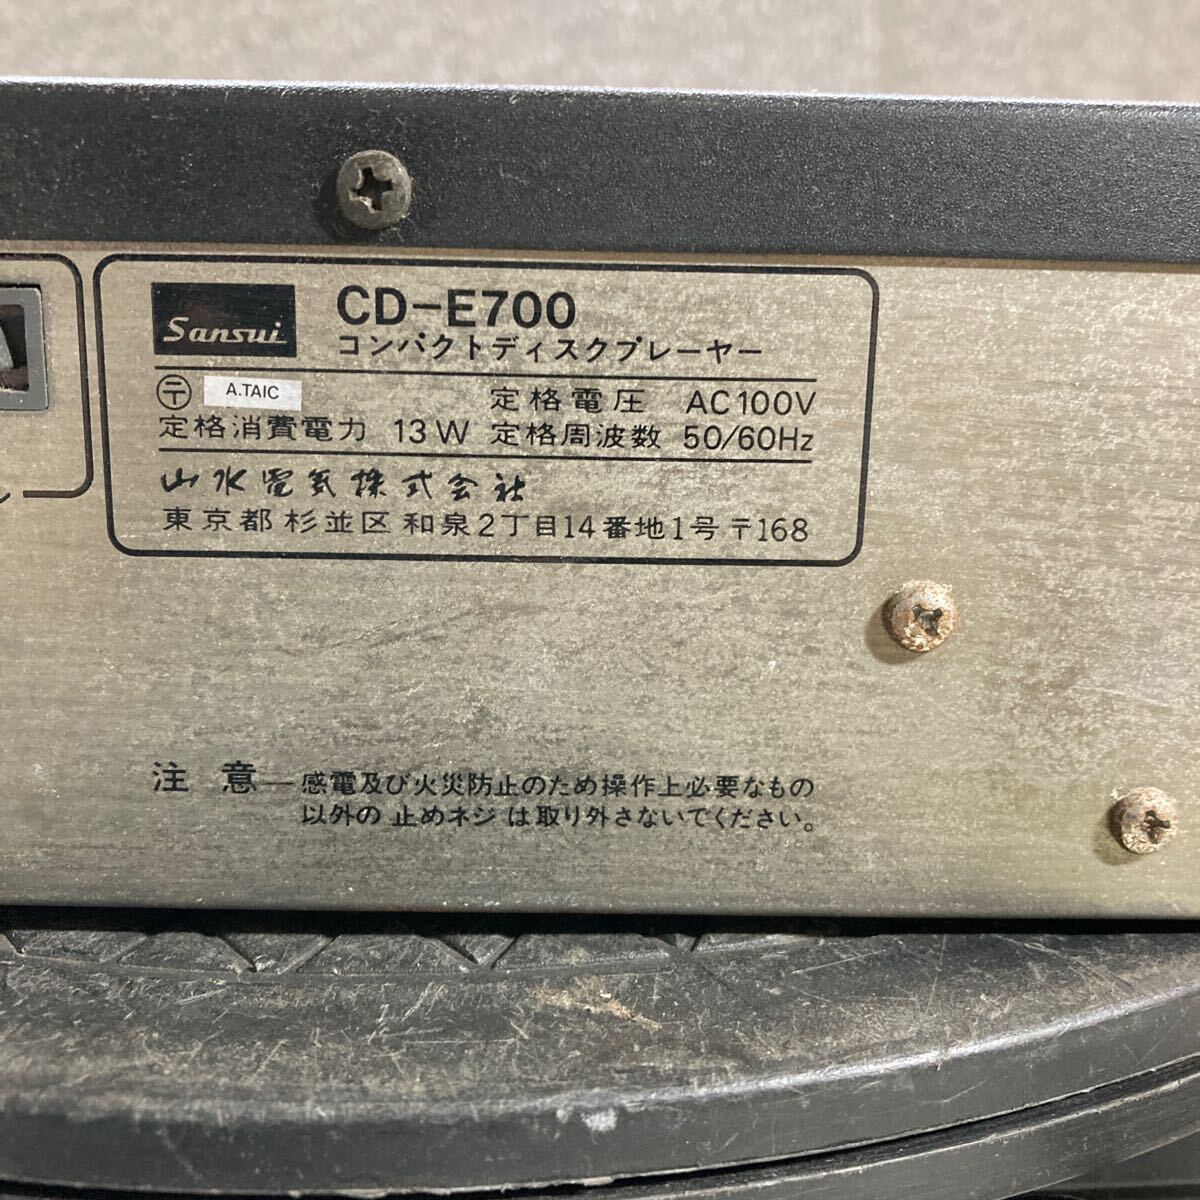 Sansui
CD-E700
コンパクトディスクプレーヤー
〒 A.TAIC
定格電圧 AC100V
定格消費電力 13W 定格周波数 50/60Hz
山水電気株式会社
東京都杉並区和泉2丁目14番地1号 〒168
注意―感電及び火災防止のため操作上必要なもの
以外の 止めネジ は取り外さないでください。